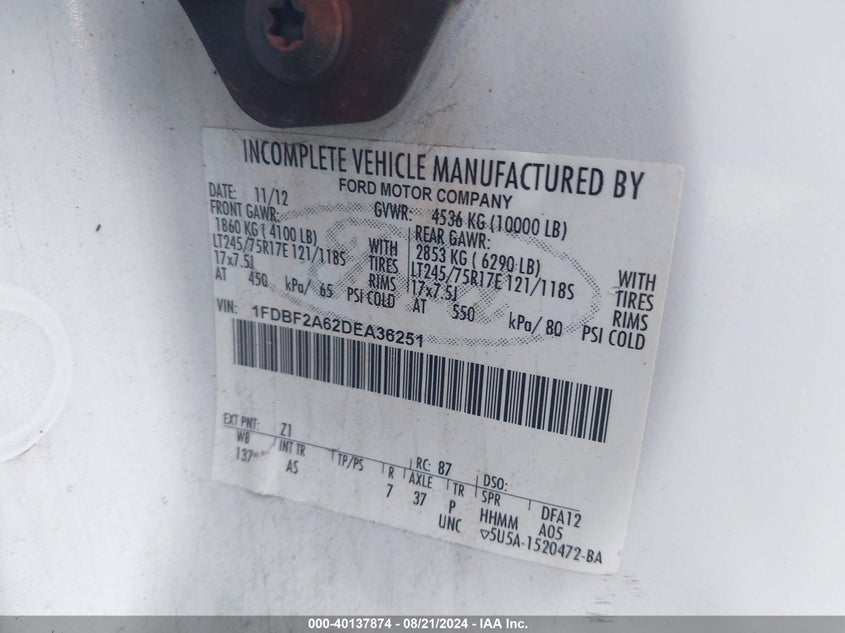 INCOMPLETE VEHICLE MANUFACTURED BY
FORD MOTOR COMPANY
DATE: 11/12 GVWR: 4536 KG (10000 LB)
FRONT GAWR: REAR GAWR:
1860 KG ( 4100 LB) WITH 2853 KG ( 6290 LB) WITH
LT245/75R17E 121/118S TIRES LT245/75R17E 121/118S TIRES
17x7.5J RIMS 17x7.5J RIMS
AT 450 kPa/ 65 PSI COLD AT 550 kPa/ 80 PSI COLD
VIN: 1FDBF2A62DEA36251
EXT PNT: Z1 RC: 87 DSO:
WB INT TR TP/PS R AXLE TR SPR DFA12
137 AS 7 37 P HHMM A05
UNC ▽5U5A-1520472-BA
000-40137874 - 08/21/2024 - IAA Inc.